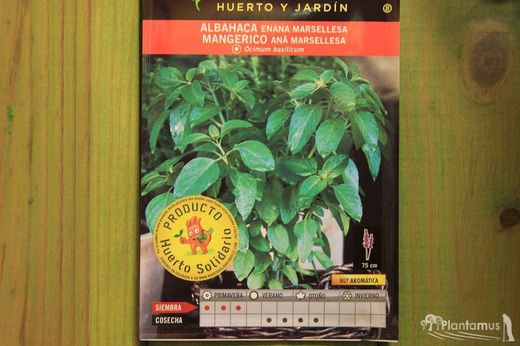 HUERTO Y JARDÍN
ALBAHACA ENANA MARSELLESA
MANGERICO ANÃ MARSELLESA
Ocimum basilicum
PRODUCTO
Huerto Solidario
75 cm
MUY AROMÁTICA
PRIMAVERA VERANO OTOÑO INVIERNO
SIEMBRA
COSECHA
Plantamus